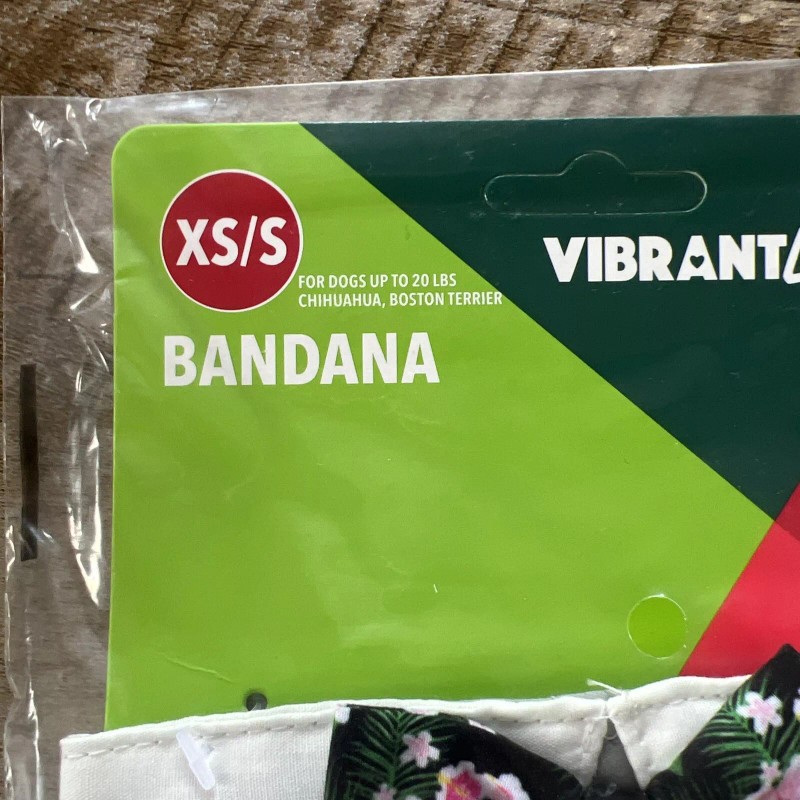 XS/S
FOR DOGS UP TO 20 LBS
CHIHUAHUA, BOSTON TERRIER
BANDANA
VIBRANT